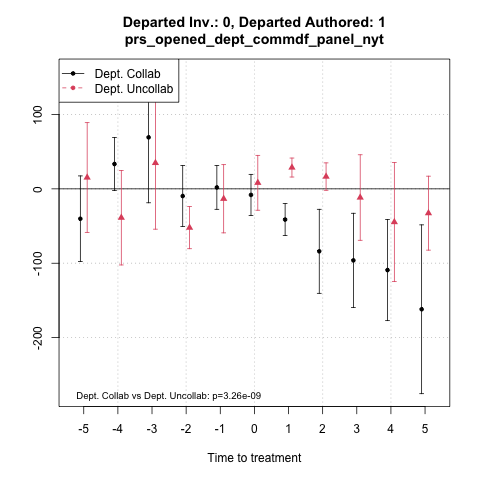 Departed Inv.: 0, Departed Authored: 1
prs_opened_dept_commdf_panel_nyt
Dept. Collab
Dept. Uncollab
100
0
-100
-200
Dept. Collab vs Dept. Uncollab: p=3.26e-09
-5 -4 -3 -2 -1 0 1 2 3 4 5
Time to treatment